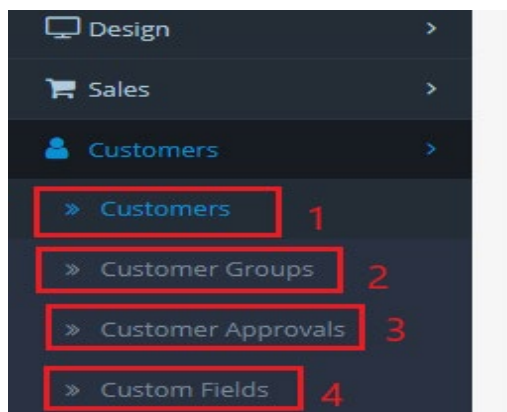 Design
Sales
Customers
» Customers 1
» Customer Groups 2
» Customer Approvals 3
» Custom Fields 4